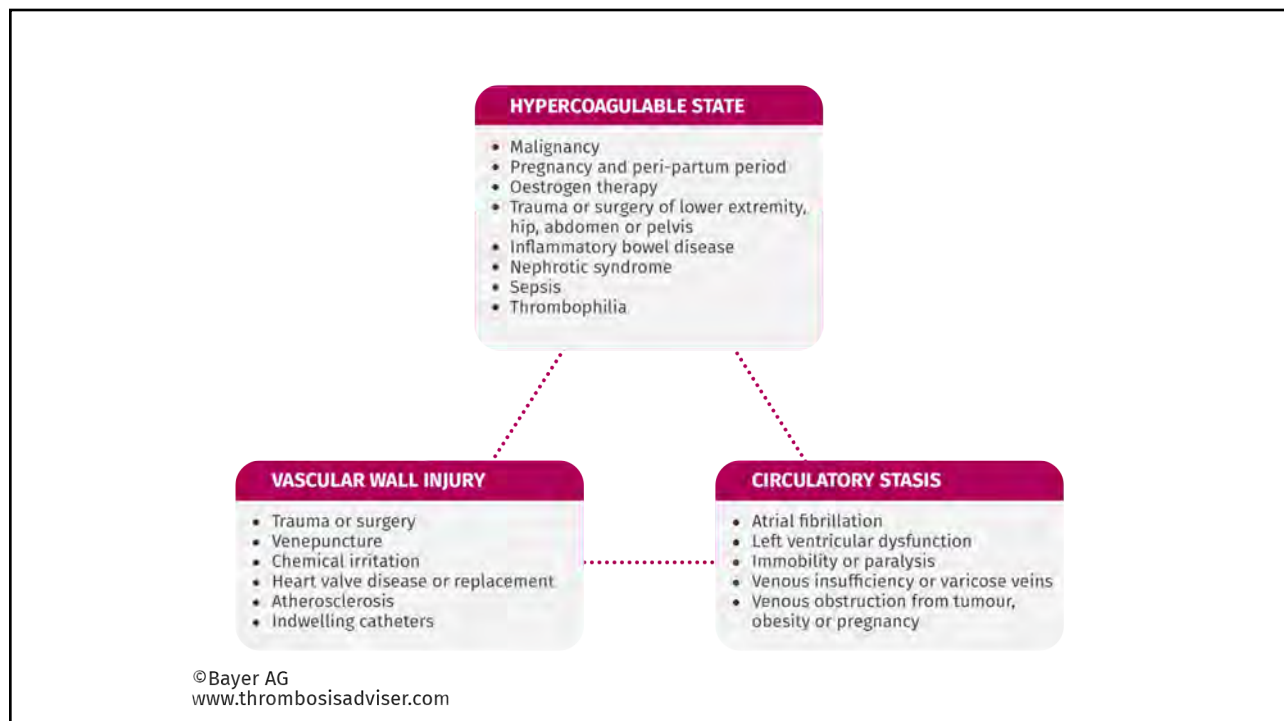 HYPERCOAGULABLE STATE
• Malignancy
• Pregnancy and peri-partum period
• Oestrogen therapy
• Trauma or surgery of lower extremity,
hip, abdomen or pelvis
• Inflammatory bowel disease
• Nephrotic syndrome
• Sepsis
• Thrombophilia
VASCULAR WALL INJURY
• Trauma or surgery
• Venepuncture
• Chemical irritation
• Heart valve disease or replacement
• Atherosclerosis
• Indwelling catheters
CIRCULATORY STASIS
• Atrial fibrillation
• Left ventricular dysfunction
• Immobility or paralysis
• Venous insufficiency or varicose veins
• Venous obstruction from tumour,
obesity or pregnancy
©Bayer AG
www.thrombosisadviser.com